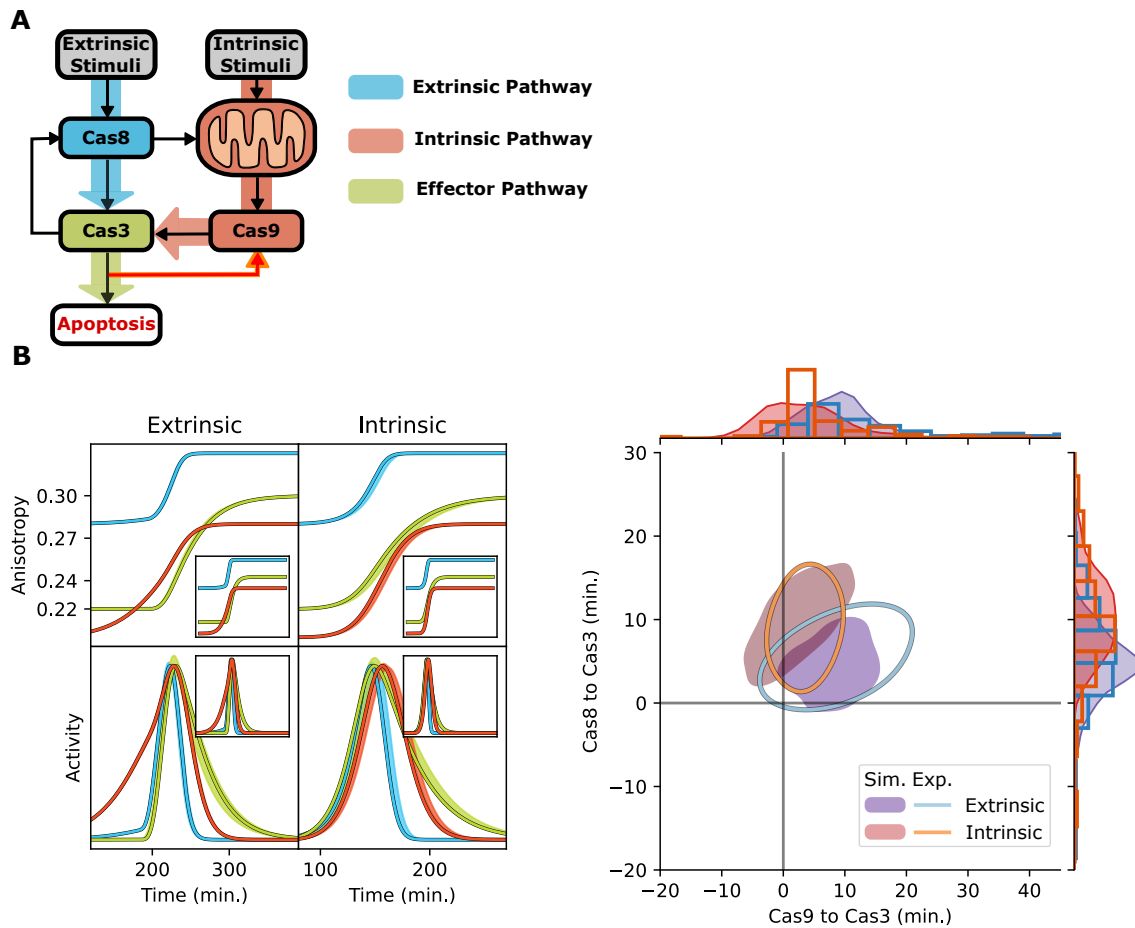 A
Extrinsic
Stimuli
Intrinsic
Stimuli
Cas8
Cas3
Cas9
Apoptosis
Extrinsic Pathway
Intrinsic Pathway
Effector Pathway
B
Extrinsic
Intrinsic
Anisotropy
0.30
0.27
0.24
0.22
Activity
200
300
100
200
Time (min.)
Time (min.)
Cas8 to Cas3 (min.)
30
20
10
0
−10
−20
−20
−10
0
10
20
30
40
Cas9 to Cas3 (min.)
Sim. Exp.
Extrinsic
Intrinsic